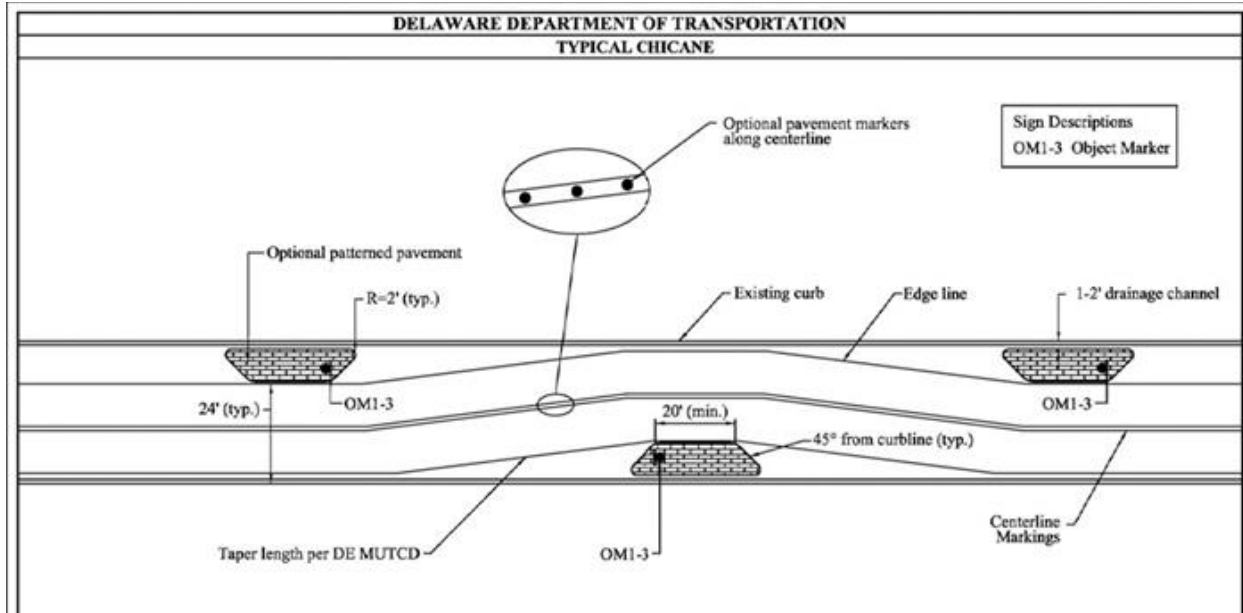 DELAWARE DEPARTMENT OF TRANSPORTATION
TYPICAL CHICANE
Optional pavement markers
along centerline
Sign Descriptions
OM1-3 Object Marker
Optional patterned pavement
R=2' (typ.)
Existing curb
Edge line
1-2' drainage channel
24' (typ.)
OM1-3
20' (min.)
OM1-3
45° from curbline (typ.)
Taper length per DE MUTCD
OM1-3
Centerline
Markings